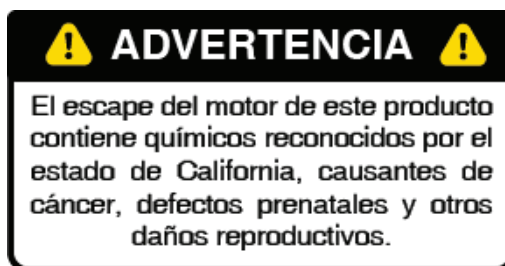 ADVERTENCIA
El escape del motor de este producto
contiene químicos reconocidos por el
estado de California, causantes de
cáncer, defectos prenatales y otros
daños reproductivos.